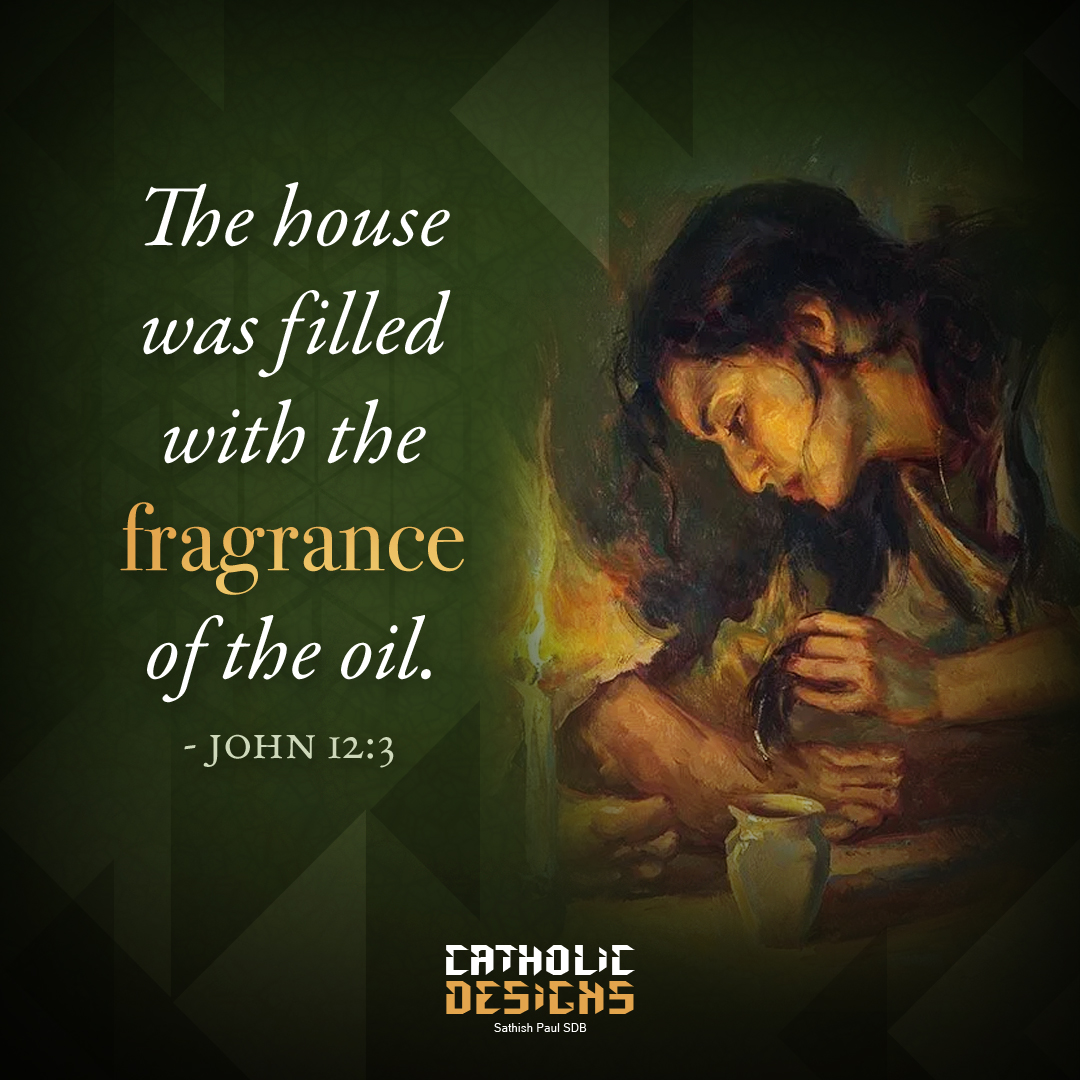 The house
was filled
with the
fragrance
of the oil.
- JOHN 12:3
CATHOLIC
DESIGNS
Sathish Paul SDB